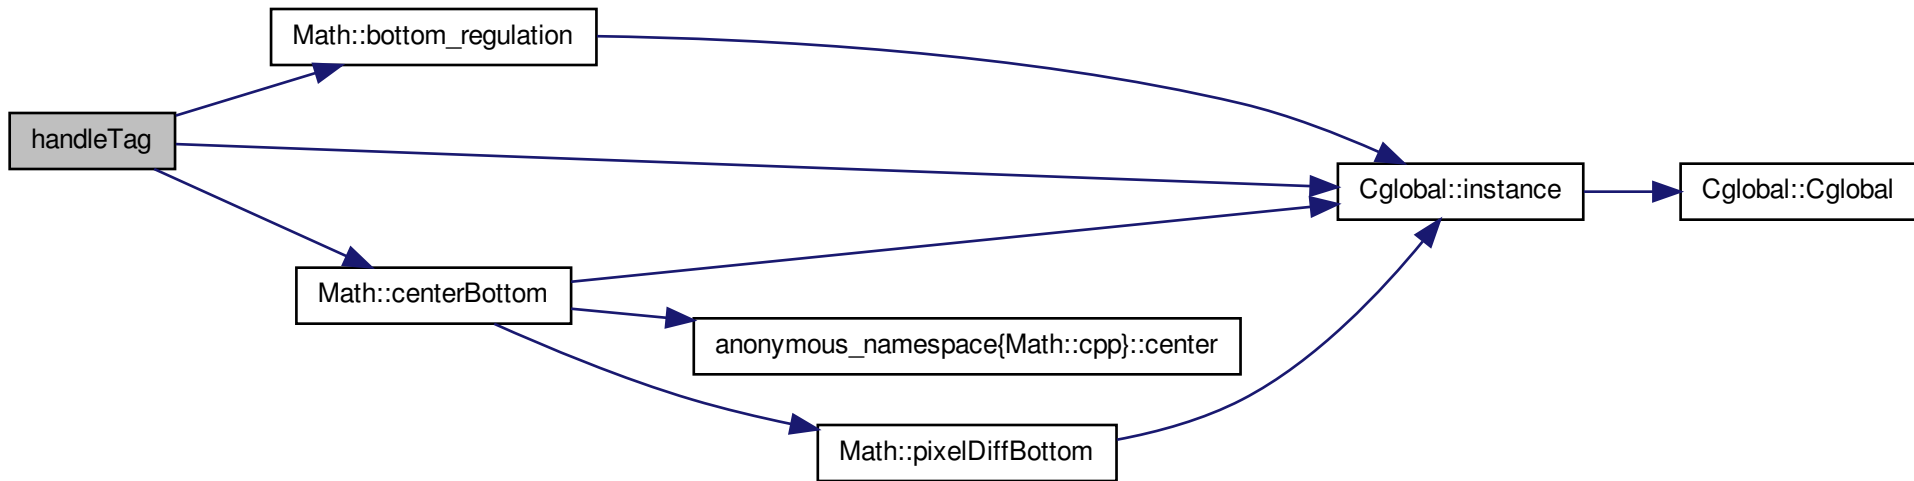 Math::bottom_regulation
handleTag
Cglobal::instance
Cglobal::Cglobal
Math::centerBottom
anonymous_namespace{Math::cpp}::center
Math::pixelDiffBottom